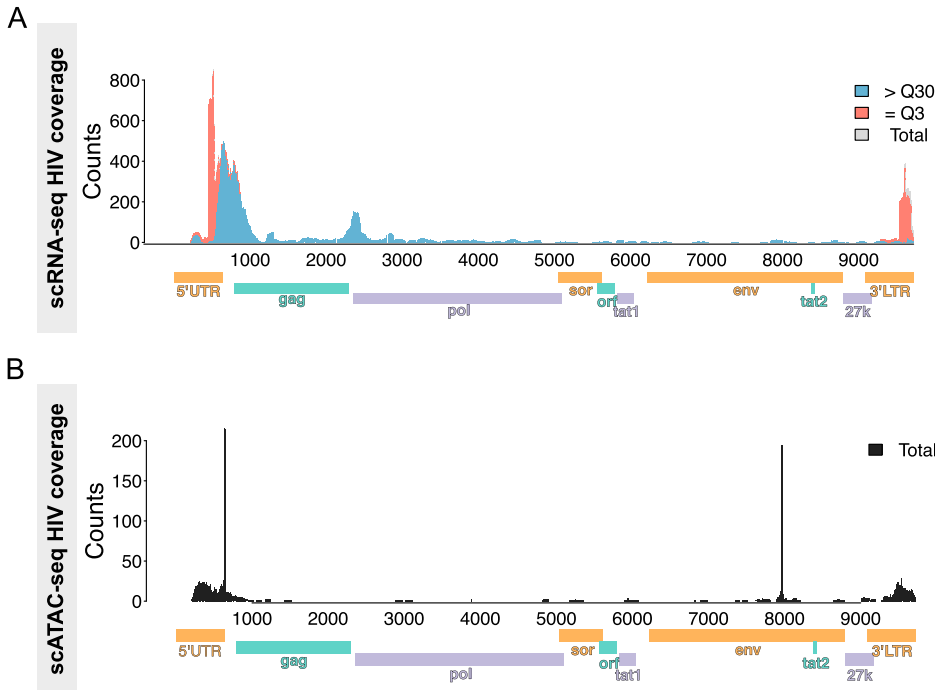 A
scRNA-seq HIV coverage
Counts
800
600
400
200
0
> Q30
= Q3
Total
1000 2000 3000 4000 5000 6000 7000 8000 9000
5'UTR sor env 3'LTR
gag orf tat2
pol tat1 27k
B
scATAC-seq HIV coverage
Counts
200
150
100
50
0
Total
1000 2000 3000 4000 5000 6000 7000 8000 9000
5'UTR sor env 3'LTR
gag orf tat2
pol tat1 27k